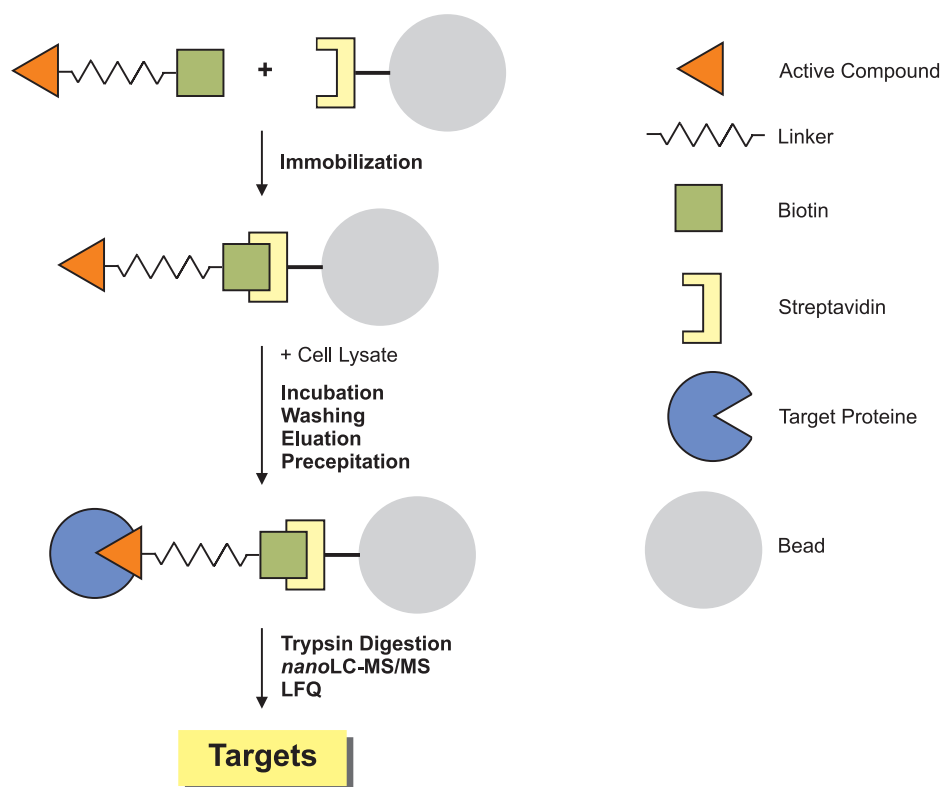 +
Immobilization
+ Cell Lysate
Incubation
Washing
Eluation
Precepitation
Trypsin Digestion
nanoLC-MS/MS
LFQ
Targets
Active Compound
Linker
Biotin
Streptavidin
Target Proteine
Bead